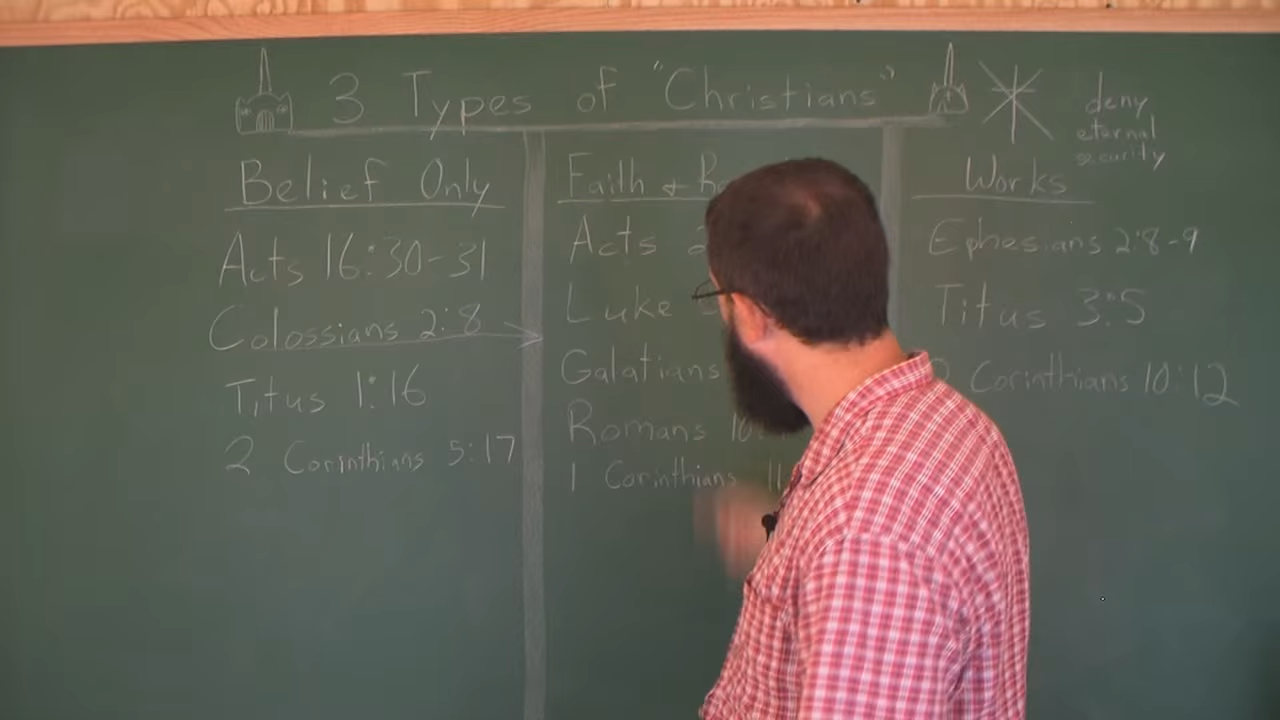 3 Types of "Christians"
deny
eternal
security
Belief Only
Acts 16:30-31
Colossians 2:8
Titus 1:16
2 Corinthians 5:17
Faith +
Acts
Luke
Galatians
Romans
1 Corinthians
Works
Ephesians 2:8-9
Titus 3:5
Corinthians 10:12